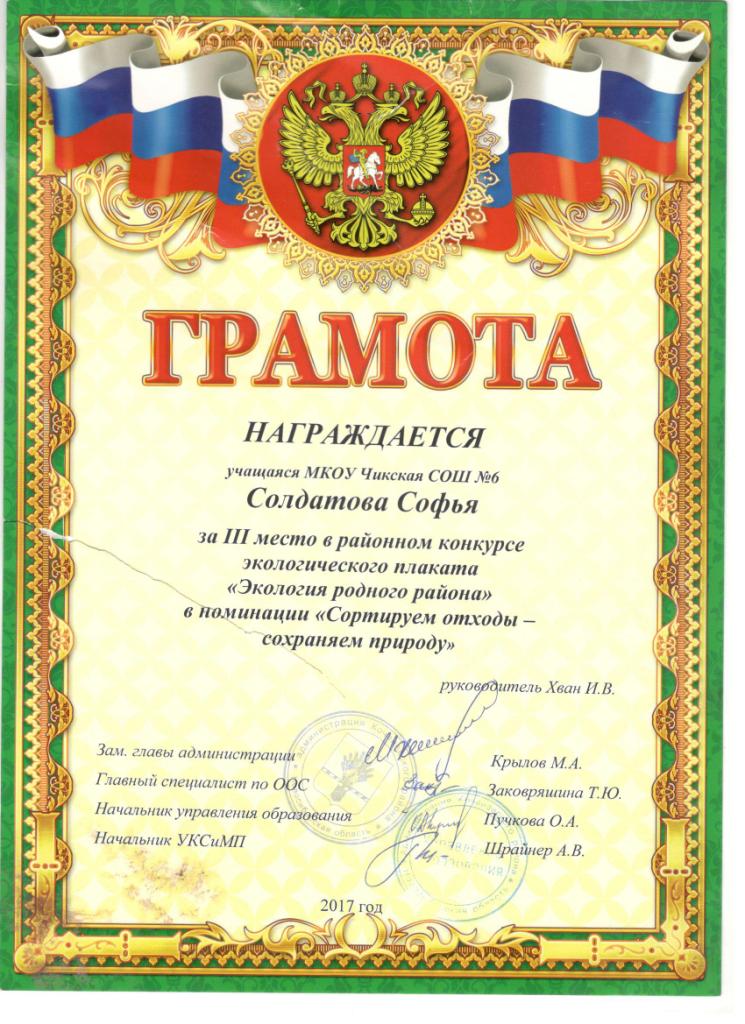 ГРАМОТА
НАГРАЖДАЕТСЯ
учащаяся МКОУ Чикская СОШ №6
Солдатова Софья
за III место в районном конкурсе
экологического плаката
«Экология родного района»
в номинации «Сортируем отходы –
сохраняем природу»
руководитель Хван И.В.
Зам. главы администрации Крылов М.А.
Главный специалист по ООС Заковряшина Т.Ю.
Начальник управления образования Пучкова О.А.
Начальник УКСиМП Шрайнер А.В.
администрация
область
2017 год